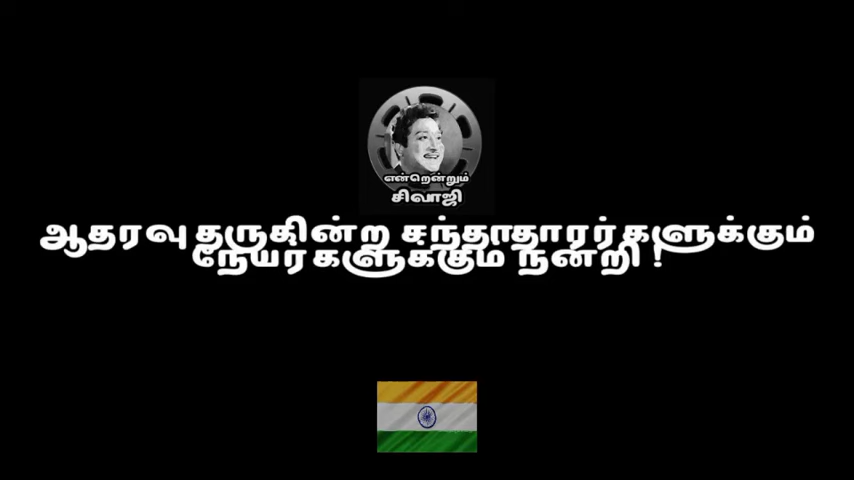 என்றென்றும்
சிவாஜி
ஆதரவு தருகின்ற சந்தாதாரர்களுக்கும்
நேயர்களுக்கும் நன்றி !